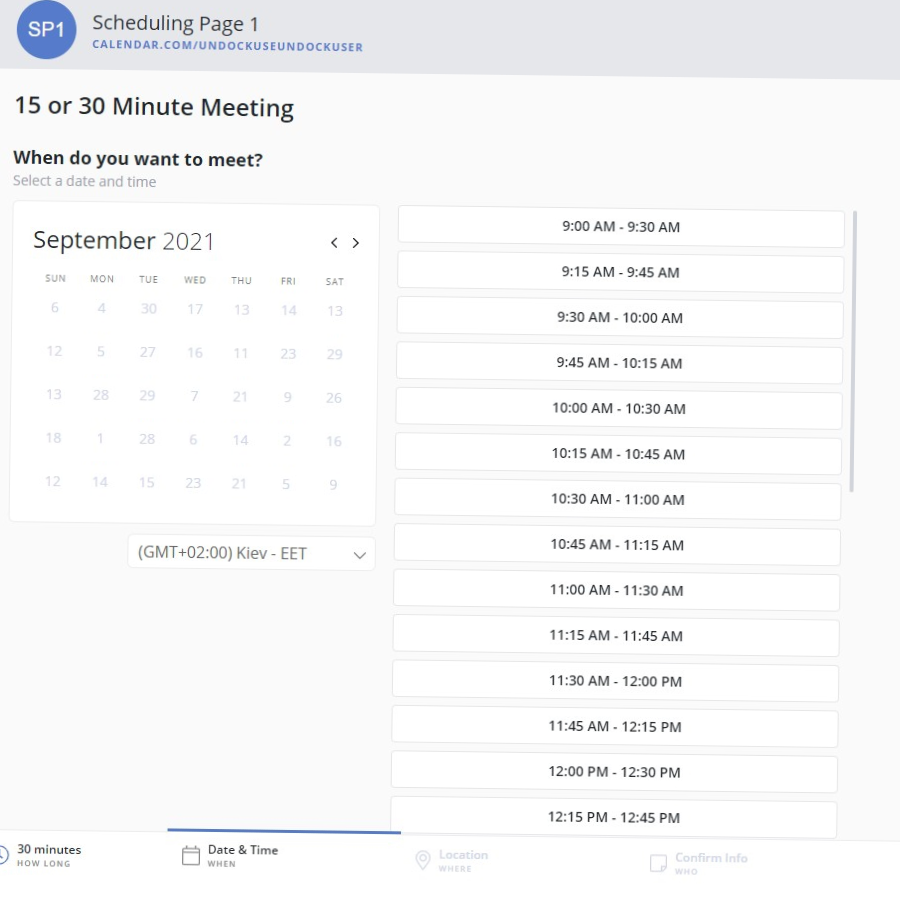 SP1
Scheduling Page 1
CALENDAR.COM/UNDOCKUSEUNDOCKUSER
15 or 30 Minute Meeting
When do you want to meet?
Select a date and time
September 2021
SUN MON TUE WED THU FRI SAT
6 4 30 17 13 14 13
12 5 27 16 11 23 29
13 28 29 7 21 9 26
18 1 28 6 14 2 16
12 14 15 23 21 5 9
(GMT+02:00) Kiev - EET
9:00 AM - 9:30 AM
9:15 AM - 9:45 AM
9:30 AM - 10:00 AM
9:45 AM - 10:15 AM
10:00 AM - 10:30 AM
10:15 AM - 10:45 AM
10:30 AM - 11:00 AM
10:45 AM - 11:15 AM
11:00 AM - 11:30 AM
11:15 AM - 11:45 AM
11:30 AM - 12:00 PM
11:45 AM - 12:15 PM
12:00 PM - 12:30 PM
12:15 PM - 12:45 PM
30 minutes
HOW LONG
Date & Time
WHEN
Location
WHERE
Confirm Info
WHO